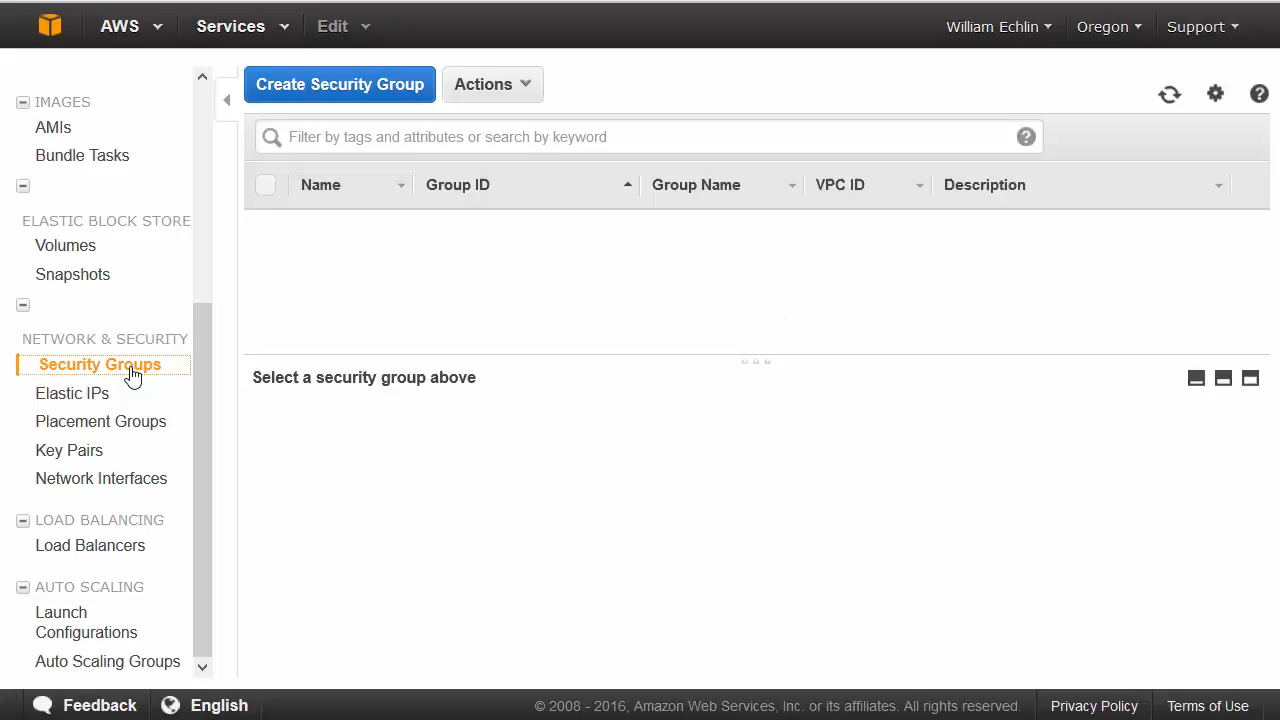 AWS Services Edit William Echlin Oregon Support
IMAGES
AMIs
Bundle Tasks
ELASTIC BLOCK STORE
Volumes
Snapshots
NETWORK & SECURITY
Security Groups
Elastic IPs
Placement Groups
Key Pairs
Network Interfaces
LOAD BALANCING
Load Balancers
AUTO SCALING
Launch
Configurations
Auto Scaling Groups
Create Security Group Actions
Filter by tags and attributes or search by keyword
Name Group ID Group Name VPC ID Description
Select a security group above
Feedback English © 2008 - 2016, Amazon Web Services, Inc. or its affiliates. All rights reserved. Privacy Policy Terms of Use